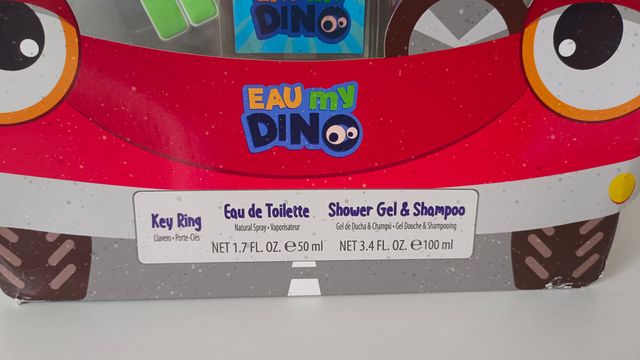 EAU MY
DINO
EAU my
DINO
Key Ring
Llavero • Porte-Clés
Eau de Toilette
Natural Spray • Vaporisateur
NET 1.7 FL. OZ. ℮ 50 ml
Shower Gel & Shampoo
Gel de Ducha & Champú • Gel Douche & Shampooing
NET 3.4 FL. OZ. ℮ 100 ml